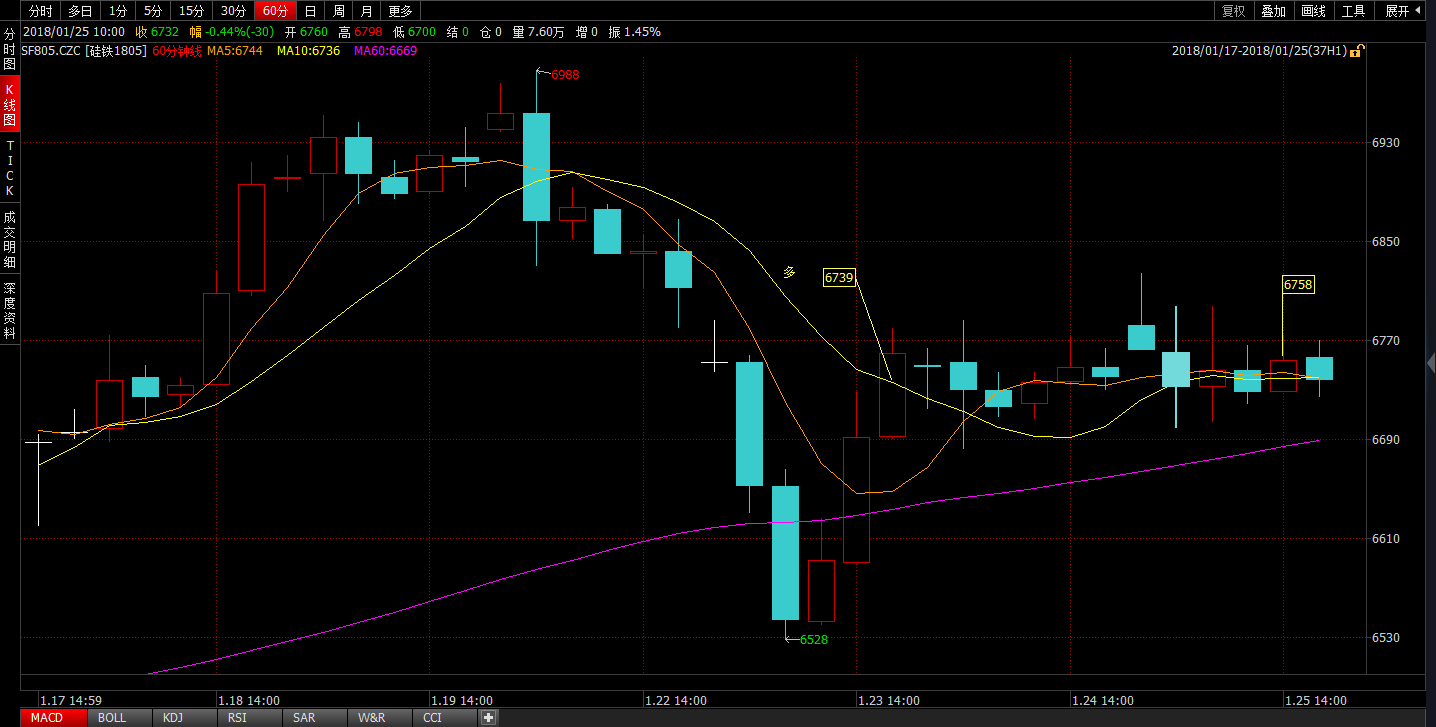 分时 多日 1分 5分 15分 30分 60分 日 周 月 更多 复权 叠加 画线 工具 展开
2018/01/25 10:00 收 6732 幅 -0.44%(-30) 开 6760 高 6798 低 6700 结 0 仓 0 量 7.60万 增 0 振 1.45%
SF805.CZC [硅铁1805] 60分钟线 MA5:6744 MA10:6736 MA60:6669 2018/01/17-2018/01/25(37H1)
分时图
K线图
TICK
成交明细
深度资料
6988
6930
6850
多
6739
6758
6770
6690
6610
6528
6530
1.17 14:59 1.18 14:00 1.19 14:00 1.22 14:00 1.23 14:00 1.24 14:00 1.25 14:00
MACD BOLL KDJ RSI SAR W&R CCI